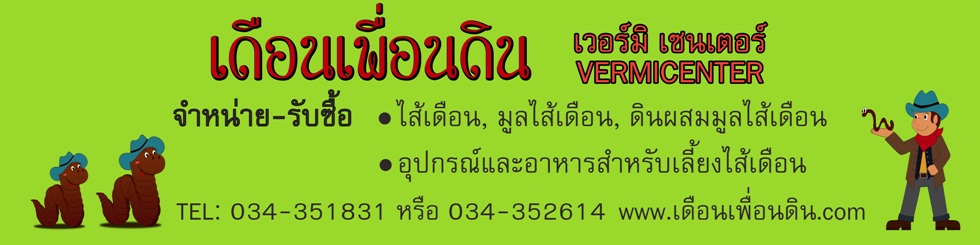 เดือนเพื่อนดิน เวอร์มิ เซนเตอร์
VERMICENTER
จำหน่าย-รับซื้อ ●ไส้เดือน, มูลไส้เดือน, ดินผสมมูลไส้เดือน
●อุปกรณ์และอาหารสำหรับเลี้ยงไส้เดือน
TEL: 034-351831 หรือ 034-352614 www.เดือนเพื่อนดิน.com